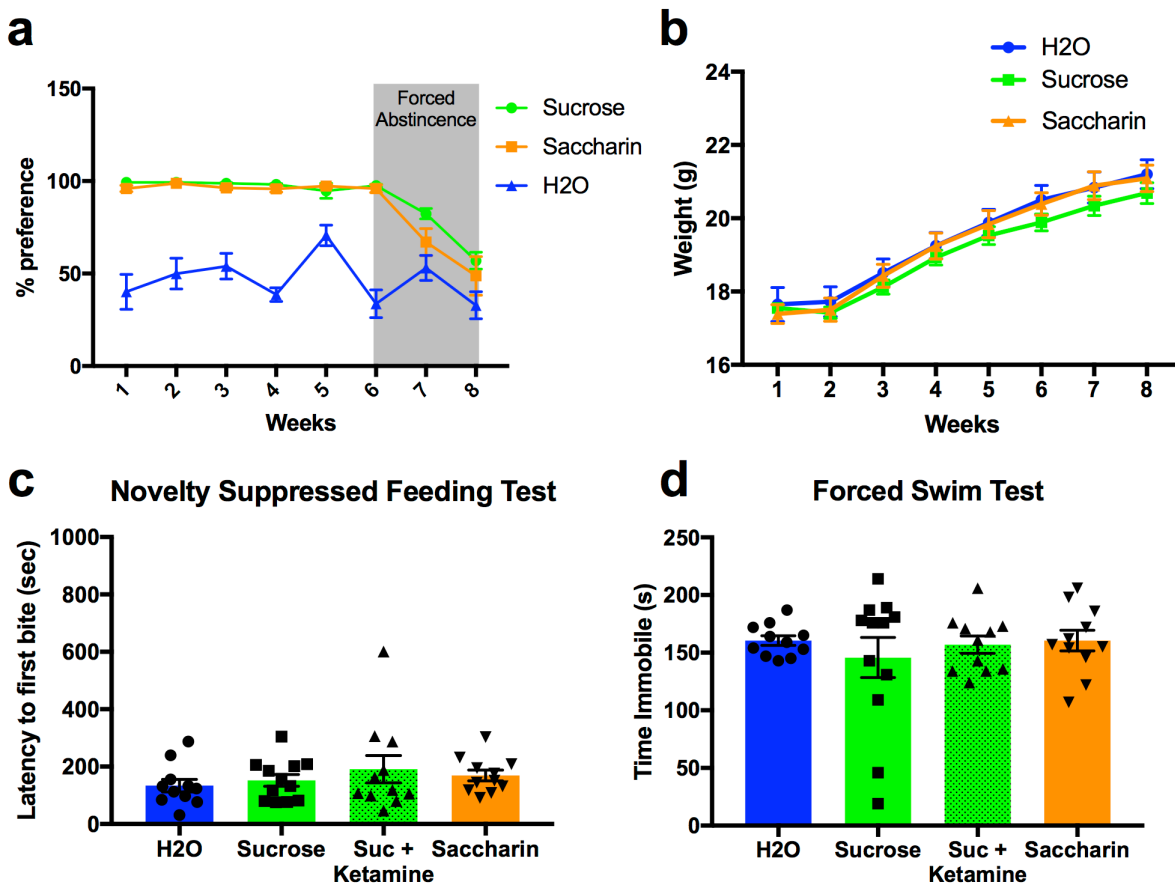 a
150
100
50
0
% preference
Forced
Abstincence
Sucrose
Saccharin
H2O
1 2 3 4 5 6 7 8
Weeks
b
24
22
20
18
16
Weight (g)
H2O
Sucrose
Saccharin
1 2 3 4 5 6 7 8
Weeks
c
Novelty Suppressed Feeding Test
1000
800
600
400
200
0
Latency to first bite (sec)
H2O Sucrose Suc + Saccharin
Ketamine
d
Forced Swim Test
250
200
150
100
50
0
Time Immobile (s)
H2O Sucrose Suc + Saccharin
Ketamine